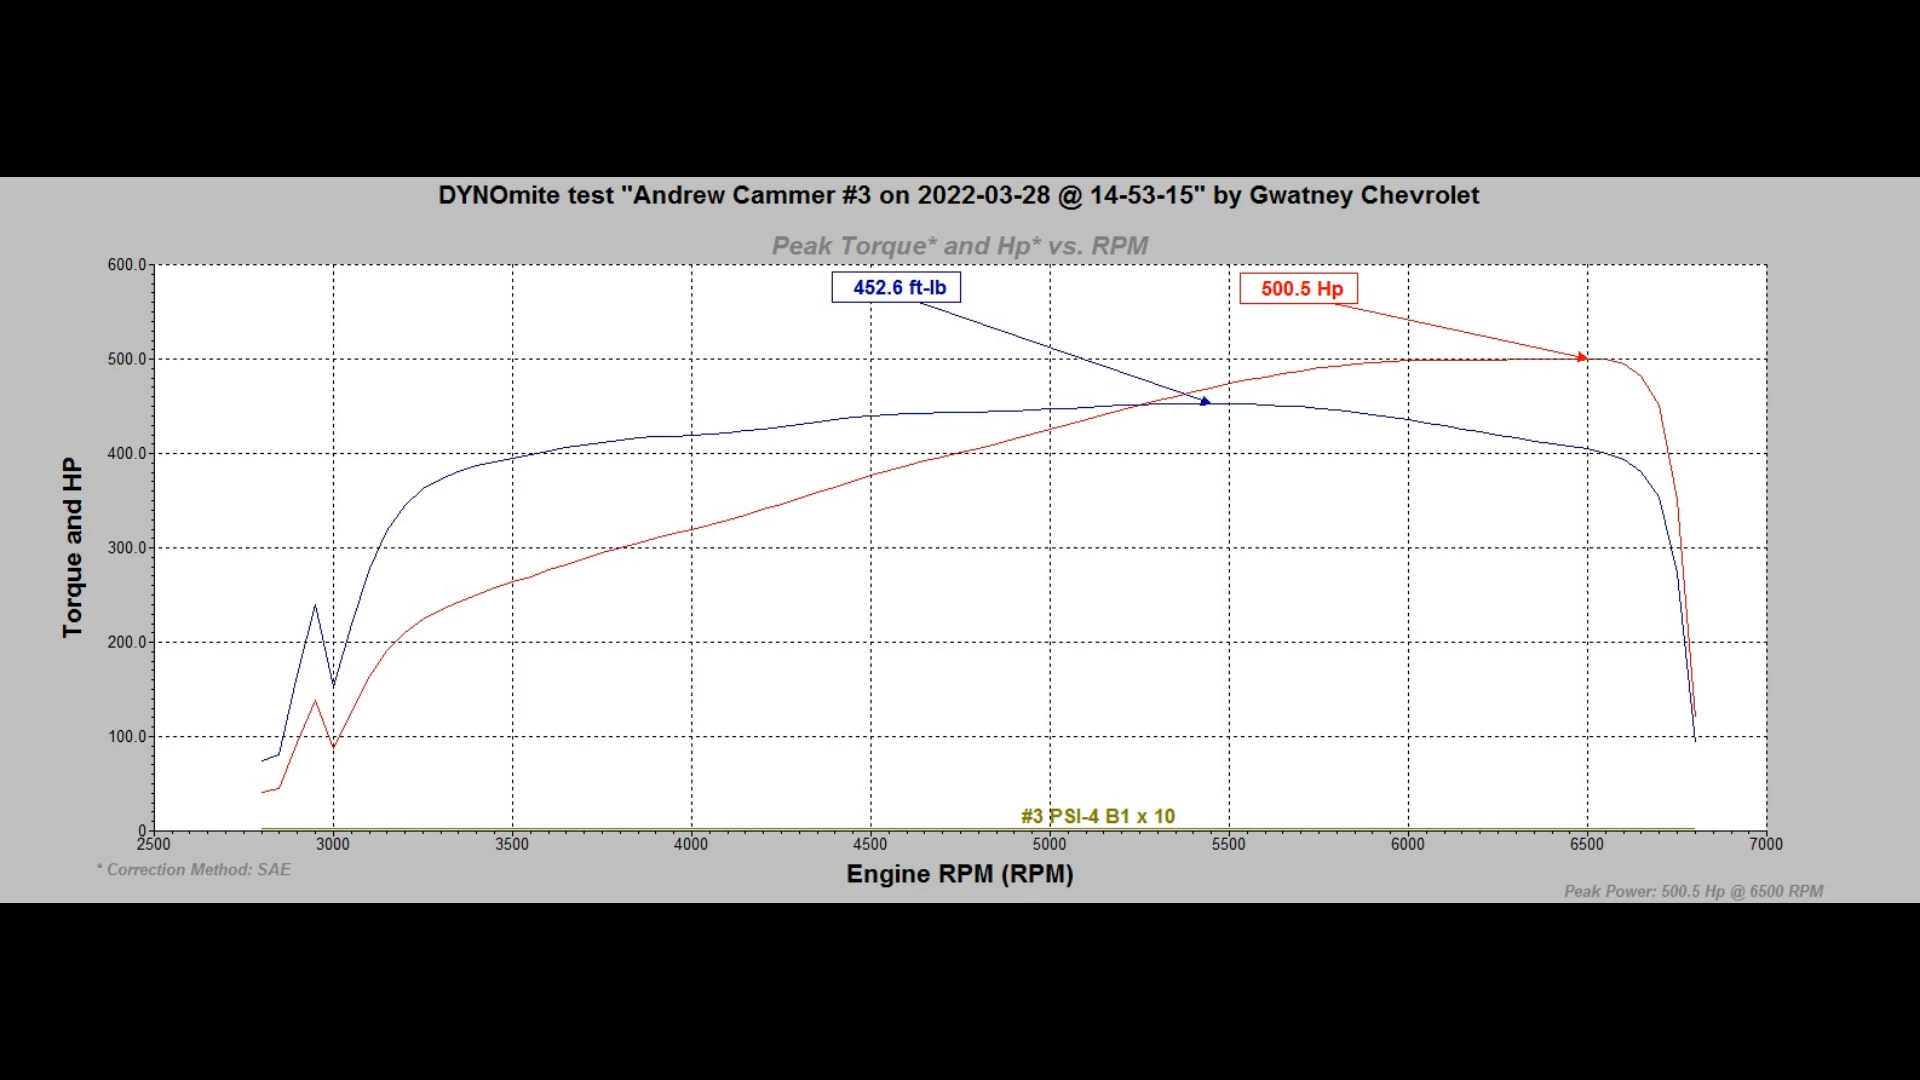 DYNOmite test "Andrew Cammer #3 on 2022-03-28 @ 14-53-15" by Gwatney Chevrolet
Peak Torque* and Hp* vs. RPM
600.0
452.6 ft-lb
500.5 Hp
500.0
400.0
300.0
200.0
100.0
0
Torque and HP
#3 PSI-4 B1 x 10
2500 3000 3500 4000 4500 5000 5500 6000 6500 7000
* Correction Method: SAE
Engine RPM (RPM)
Peak Power: 500.5 Hp @ 6500 RPM